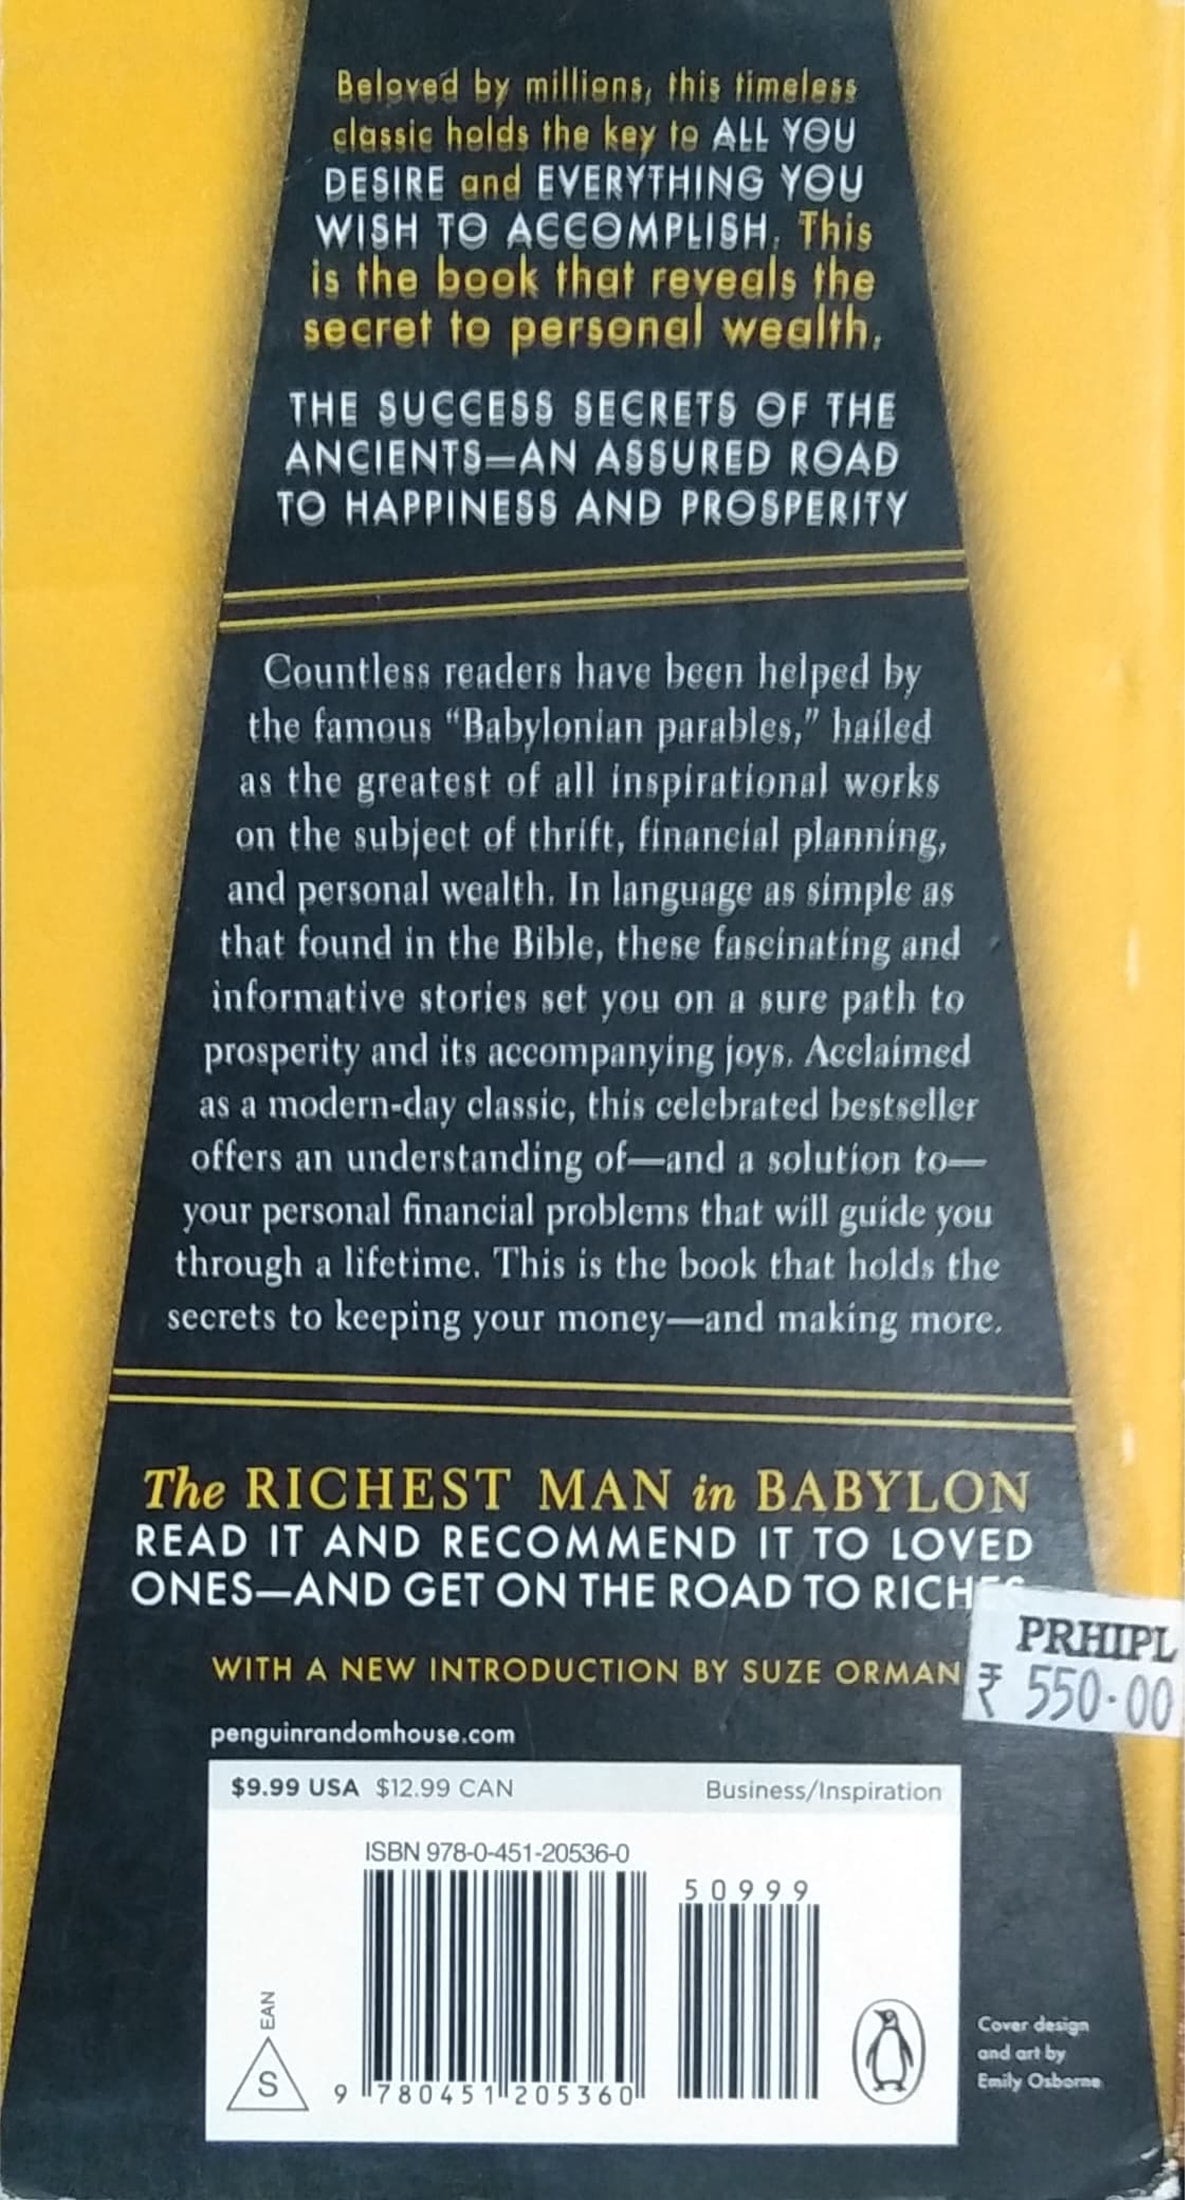 Beloved by millions, this timeless
classic holds the key to ALL YOU
DESIRE and EVERYTHING YOU
WISH TO ACCOMPLISH. This
is the book that reveals the
secret to personal wealth.
THE SUCCESS SECRETS OF THE
ANCIENTS—AN ASSURED ROAD
TO HAPPINESS AND PROSPERITY
Countless readers have been helped by
the famous “Babylonian parables,” hailed
as the greatest of all inspirational works
on the subject of thrift, financial planning,
and personal wealth. In language as simple as
that found in the Bible, these fascinating and
informative stories set you on a sure path to
prosperity and its accompanying joys. Acclaimed
as a modern-day classic, this celebrated bestseller
offers an understanding of—and a solution to—
your personal financial problems that will guide you
through a lifetime. This is the book that holds the
secrets to keeping your money—and making more.
The RICHEST MAN in BABYLON
READ IT AND RECOMMEND IT TO LOVED
ONES—AND GET ON THE ROAD TO
PRHIPL
₹ 550.00
WITH A NEW INTRODUCTION BY SUZE ORMAN
penguinrandomhouse.com
$9.99 USA $12.99 CAN Business/Inspiration
ISBN 978-0-451-20536-0
50999
EAN
S
9 780451 205360
Cover design
and art by
Emily Osborne